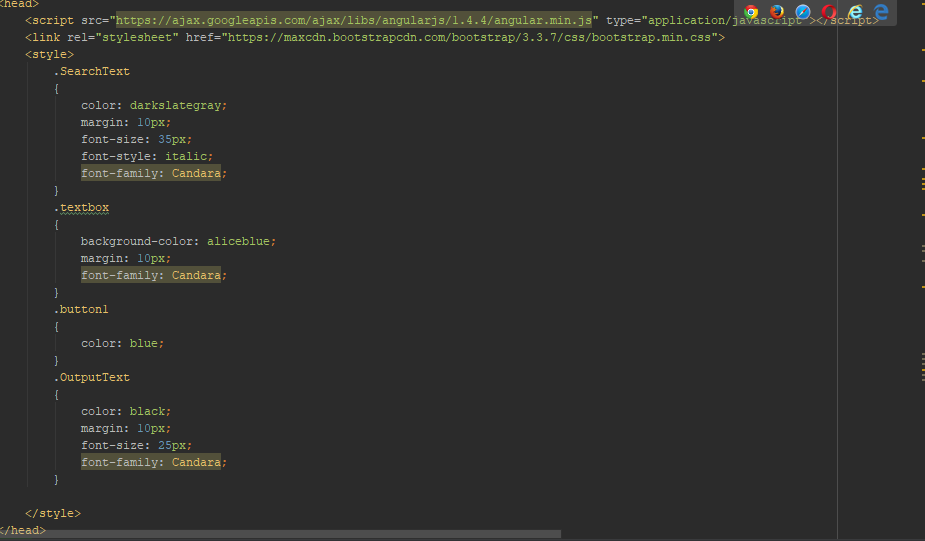 <head>
<script src="https://ajax.googleapis.com/ajax/libs/angularjs/1.4.4/angular.min.js" type="application/javascript"></script>
<link rel="stylesheet" href="https://maxcdn.bootstrapcdn.com/bootstrap/3.3.7/css/bootstrap.min.css">
<style>
.SearchText
{
color: darkslategray;
margin: 10px;
font-size: 35px;
font-style: italic;
font-family: Candara;
}
.textbox
{
background-color: aliceblue;
margin: 10px;
font-family: Candara;
}
.button1
{
color: blue;
}
.OutputText
{
color: black;
margin: 10px;
font-size: 25px;
font-family: Candara;
}
</style>
</head>